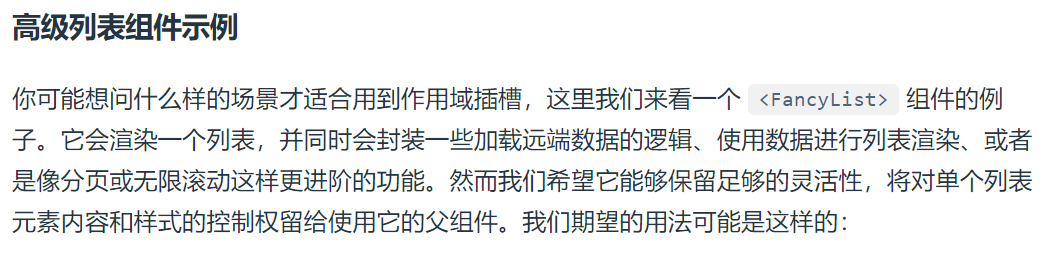 高级列表组件示例
你可能想问什么样的场景才适合用到作用域插槽，这里我们来看一个 <FancyList> 组件的例
子。它会渲染一个列表，并同时会封装一些加载远端数据的逻辑、使用数据进行列表渲染、或者
是像分页或无限滚动这样更进阶的功能。然而我们希望它能够保留足够的灵活性，将对单个列表
元素内容和样式的控制权留给使用它的父组件。我们期望的用法可能是这样的：